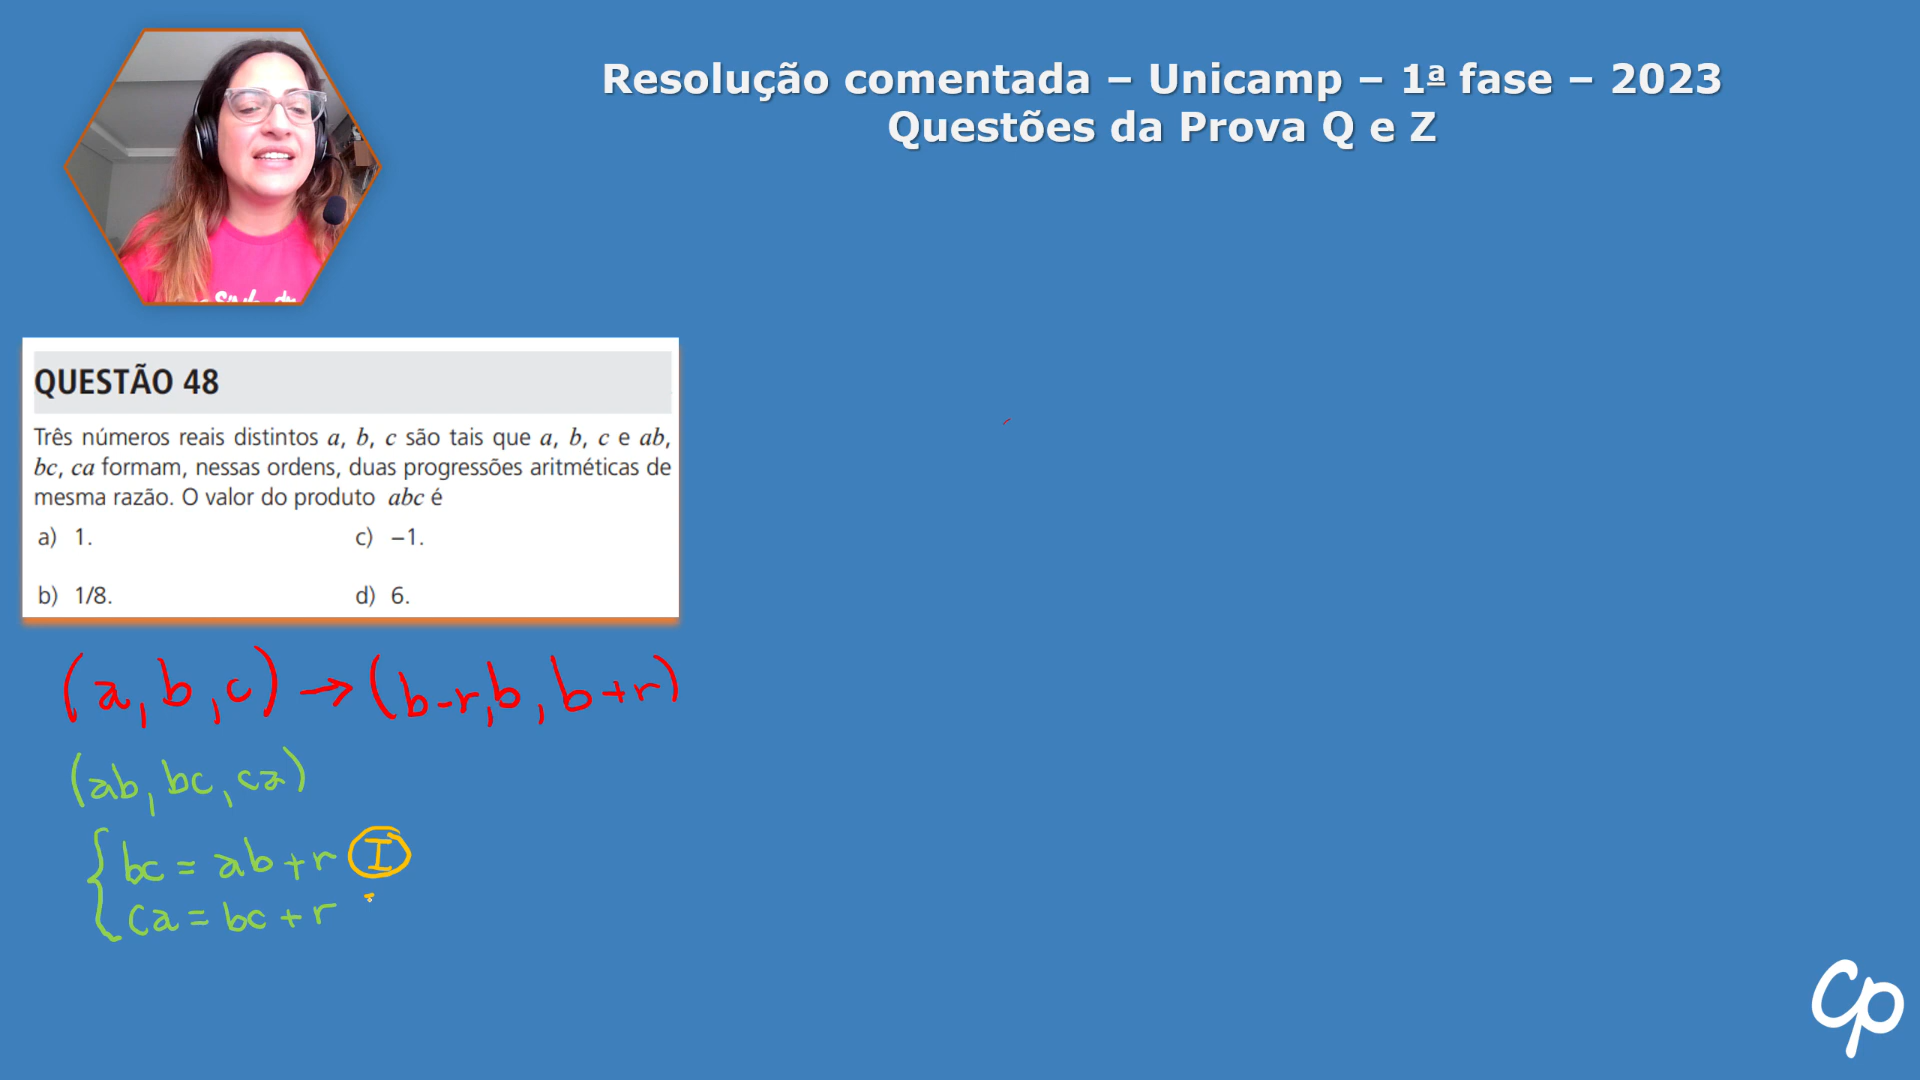 Resolução comentada – Unicamp – 1ª fase – 2023
Questões da Prova Q e Z
QUESTÃO 48
Três números reais distintos a, b, c são tais que a, b, c e ab,
bc, ca formam, nessas ordens, duas progressões aritméticas de
mesma razão. O valor do produto abc é
a) 1.
c) −1.
b) 1/8.
d) 6.
(a, b, c) → (b-r, b, b+r)
(ab, bc, ca)
{ bc = ab + r I
ca = bc + r
Cp